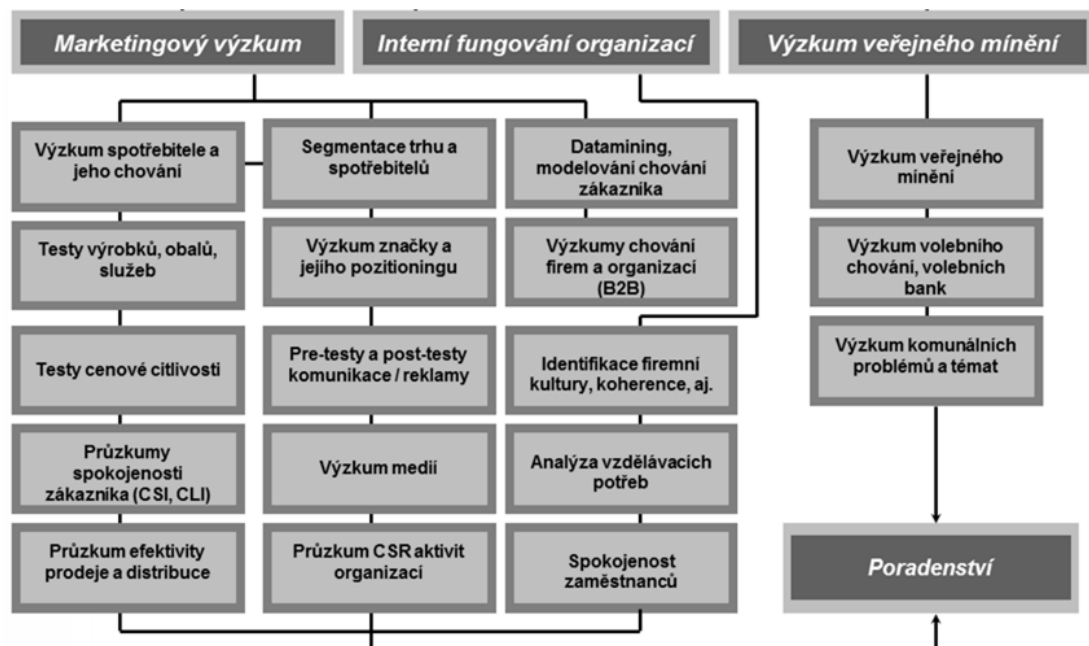 Marketingový výzkum
Interní fungování organizací
Výzkum veřejného mínění
Výzkum spotřebitele a
jeho chování
Segmentace trhu a
spotřebitelů
Datamining,
modelování chování
zákazníka
Výzkum veřejného
mínění
Testy výrobků, obalů,
služeb
Výzkum značky a
jejího pozitioningu
Výzkumy chování
firem a organizací
(B2B)
Výzkum volebního
chování, volebních
bank
Testy cenové citlivosti
Pre-testy a post-testy
komunikace / reklamy
Identifikace firemní
kultury, koherence, aj.
Výzkum komunálních
problémů a témat
Průzkumy
spokojenosti
zákazníka (CSI, CLI)
Výzkum medií
Analýza vzdělávacích
potřeb
Průzkum efektivity
prodeje a distribuce
Průzkum CSR aktivit
organizací
Spokojenost
zaměstnanců
Poradenství